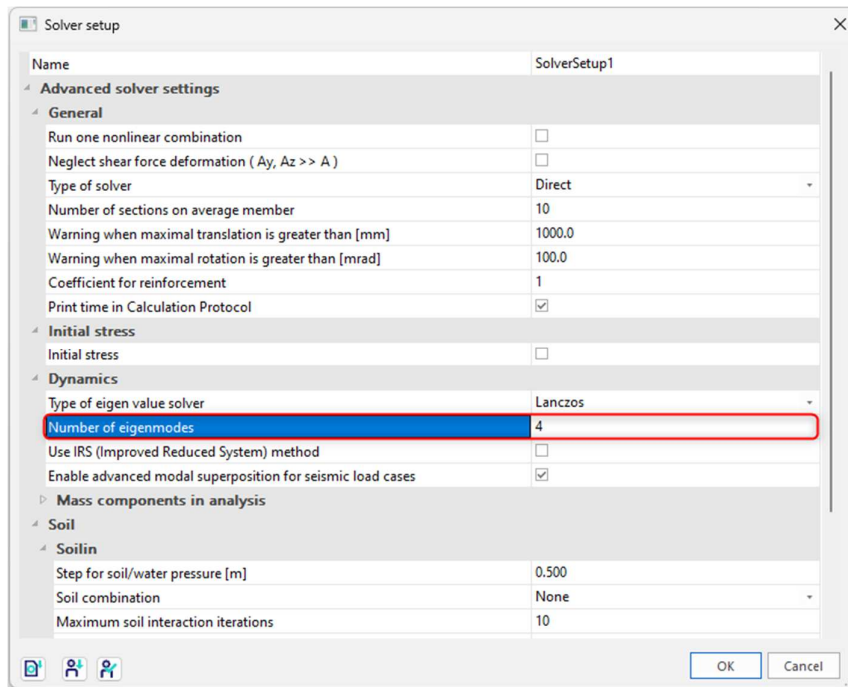 Solver setup
Name SolverSetup1
Advanced solver settings
General
Run one nonlinear combination
Neglect shear force deformation ( Ay, Az >> A )
Type of solver Direct
Number of sections on average member 10
Warning when maximal translation is greater than [mm] 1000.0
Warning when maximal rotation is greater than [mrad] 100.0
Coefficient for reinforcement 1
Print time in Calculation Protocol
Initial stress
Initial stress
Dynamics
Type of eigen value solver Lanczos
Number of eigenmodes 4
Use IRS (Improved Reduced System) method
Enable advanced modal superposition for seismic load cases
Mass components in analysis
Soil
Soilin
Step for soil/water pressure [m] 0.500
Soil combination None
Maximum soil interaction iterations 10
OK Cancel